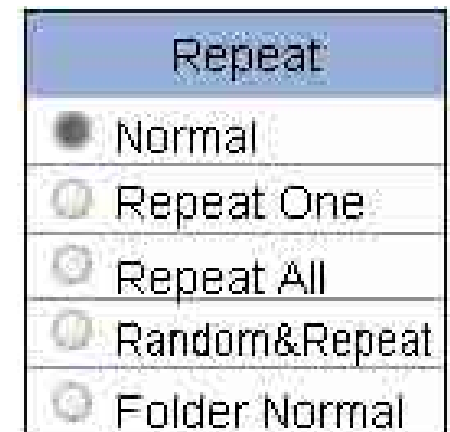 Repeat
Normal
Repeat One
Repeat All
Random&Repeat
Folder Normal